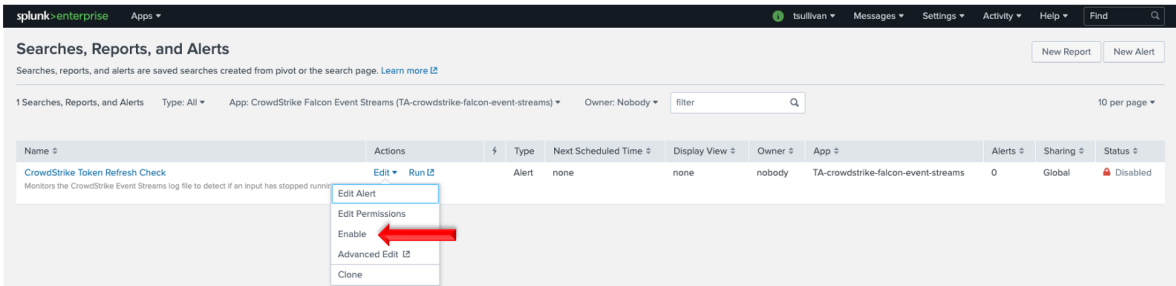 splunk>enterprise Apps ▾ i tsullivan ▾ Messages ▾ Settings ▾ Activity ▾ Help ▾ Find
Searches, Reports, and Alerts New Report New Alert
Searches, reports, and alerts are saved searches created from pivot or the search page. Learn more
1 Searches, Reports, and Alerts Type: All ▾ App: CrowdStrike Falcon Event Streams (TA-crowdstrike-falcon-event-streams) ▾ Owner: Nobody ▾ filter 10 per page ▾
Name Actions Type Next Scheduled Time Display View Owner App Alerts Sharing Status
CrowdStrike Token Refresh Check Edit ▾ Run Alert none none nobody TA-crowdstrike-falcon-event-streams 0 Global Disabled
Monitors the CrowdStrike Event Streams log file to detect if an input has stopped
Edit Alert
Edit Permissions
Enable
Advanced Edit
Clone